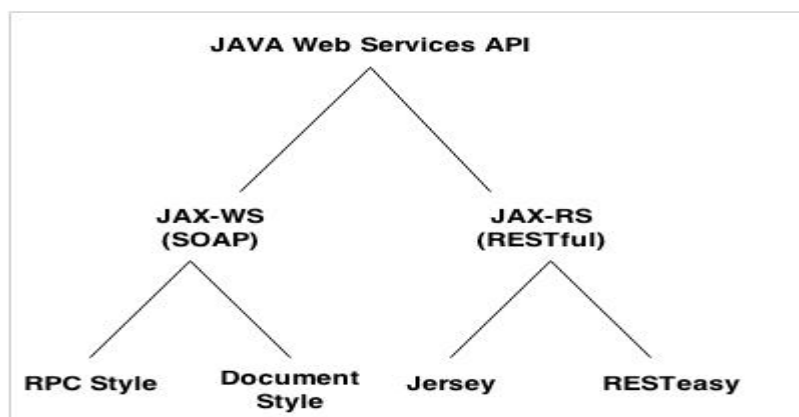 JAVA Web Services API
JAX-WS
(SOAP)
JAX-RS
(RESTful)
RPC Style
Document
Style
Jersey
RESTeasy